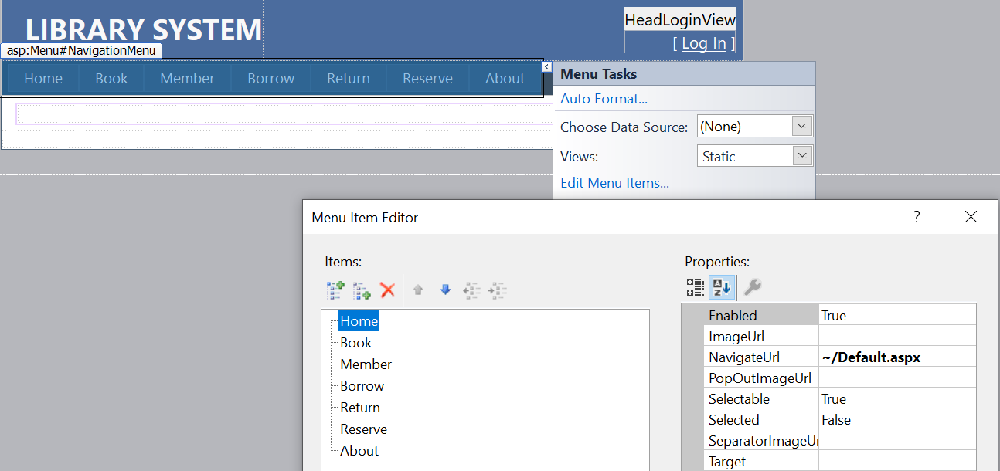 LIBRARY SYSTEM
HeadLoginView
[ Log In ]
asp:Menu#NavigationMenu
Home Book Member Borrow Return Reserve About
Menu Tasks
Auto Format...
Choose Data Source: (None)
Views: Static
Edit Menu Items...
Menu Item Editor ?
Items:
Home
Book
Member
Borrow
Return
Reserve
About
Properties:
Enabled True
ImageUrl
NavigateUrl ~/Default.aspx
PopOutImageUrl
Selectable True
Selected False
SeparatorImageU
Target